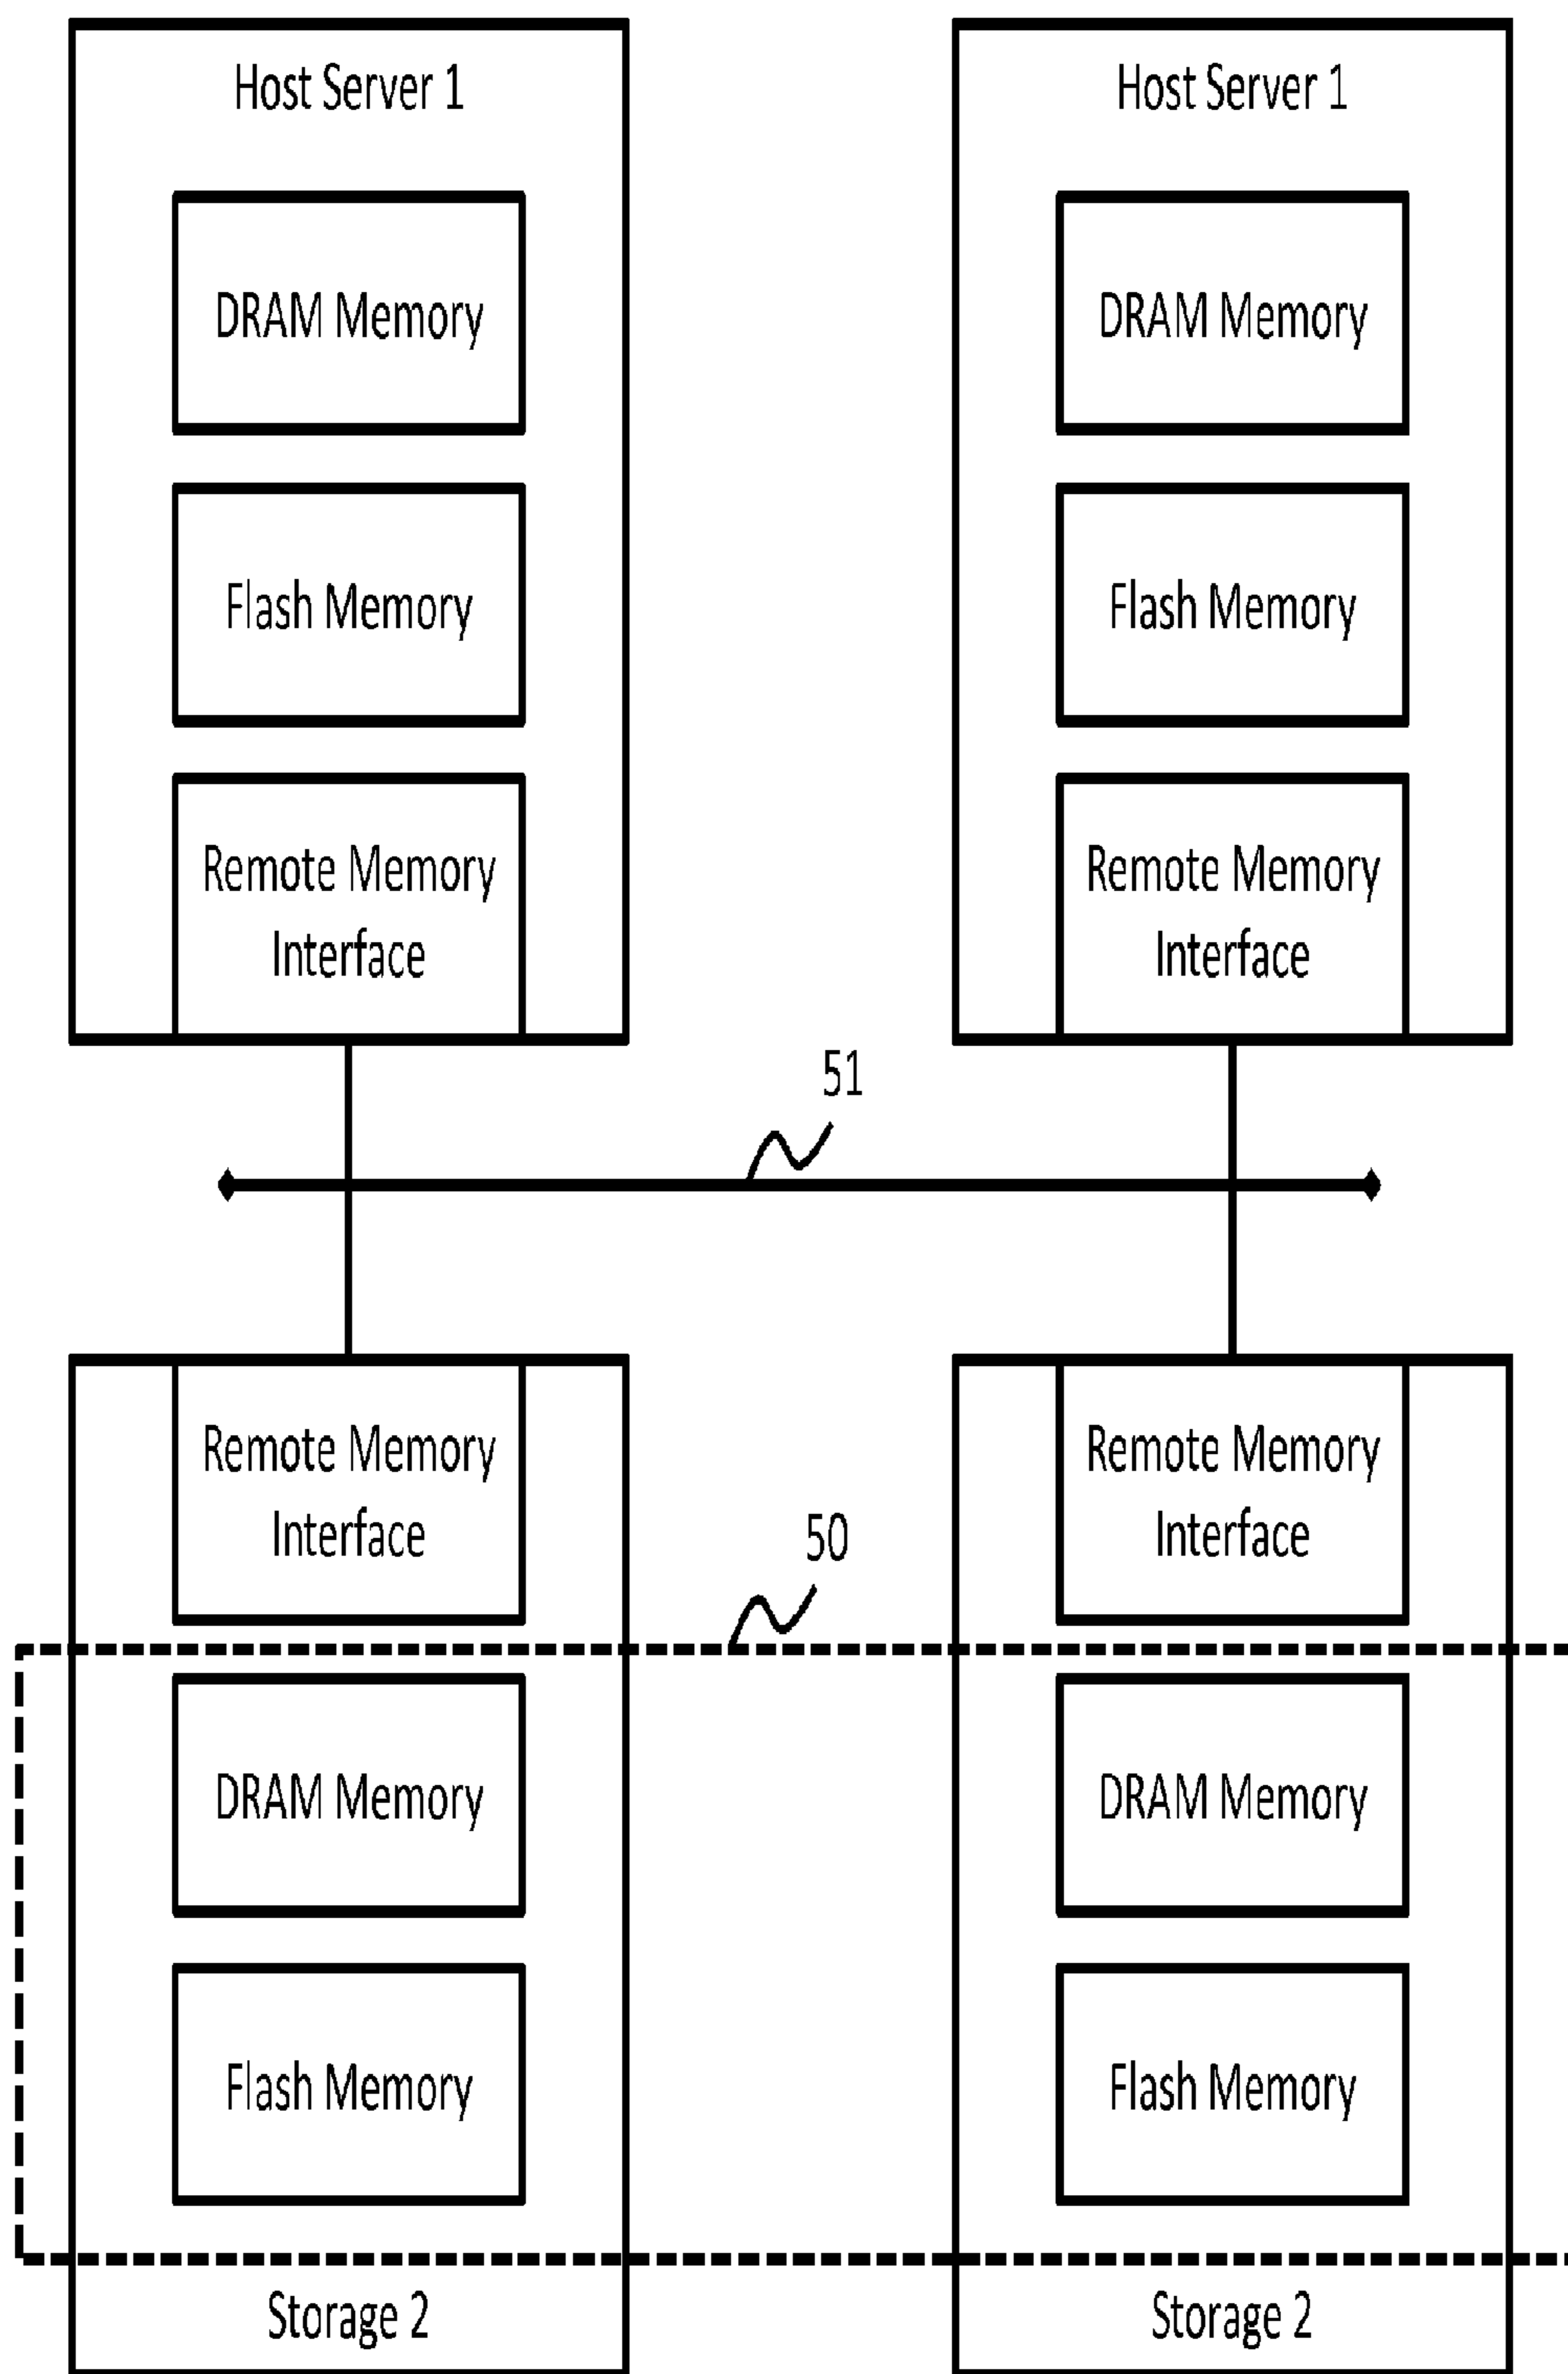 Host Server 1
Host Server 1
DRAM Memory
DRAM Memory
Flash Memory
Flash Memory
Remote Memory
Interface
Remote Memory
Interface
51
Remote Memory
Interface
Remote Memory
Interface
50
DRAM Memory
DRAM Memory
Flash Memory
Flash Memory
Storage 2
Storage 2